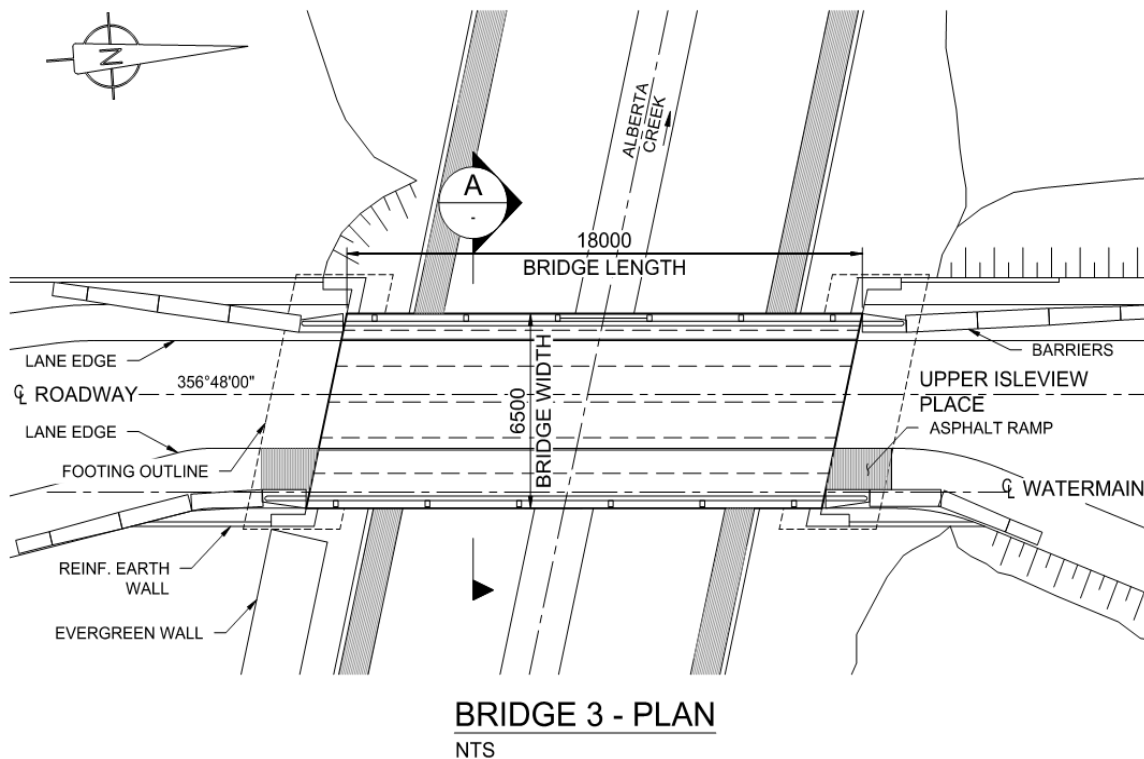 N
ALBERTA
CREEK
A
-
18000
BRIDGE LENGTH
LANE EDGE
℄ ROADWAY
356°48'00"
LANE EDGE
FOOTING OUTLINE
6500
BRIDGE WIDTH
BARRIERS
UPPER ISLEVIEW
PLACE
ASPHALT RAMP
℄ WATERMAIN
REINF. EARTH
WALL
EVERGREEN WALL
BRIDGE 3 - PLAN
NTS